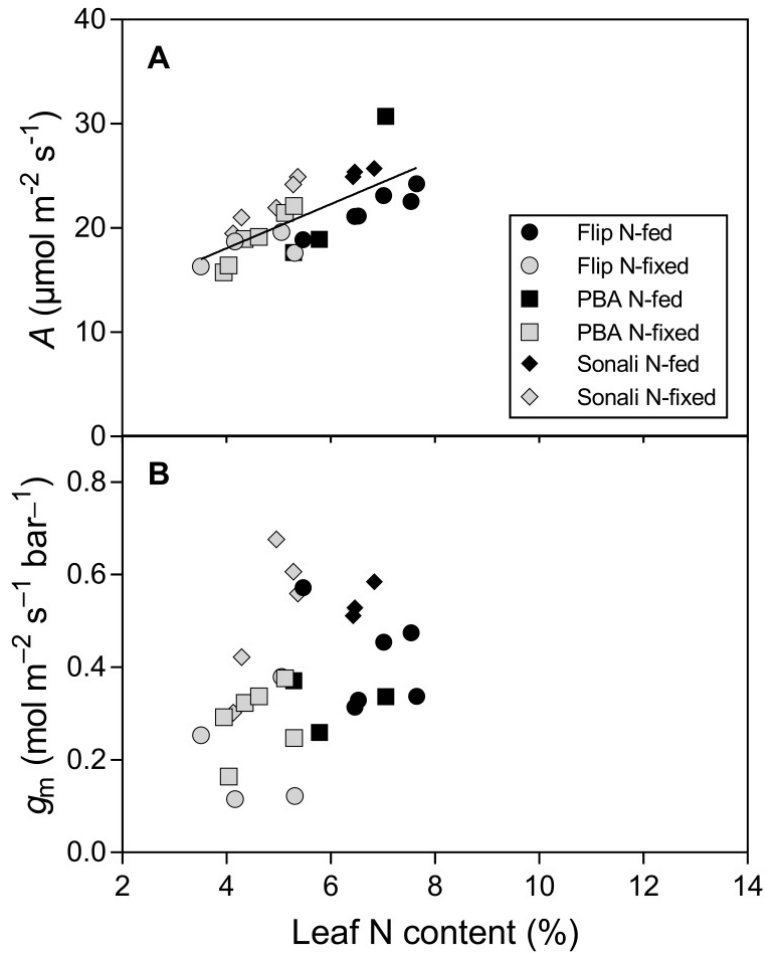 A
40
30
20
10
0
A (μmol m⁻² s⁻¹)
Flip N-fed
Flip N-fixed
PBA N-fed
PBA N-fixed
Sonali N-fed
Sonali N-fixed
B
0.8
0.6
0.4
0.2
0.0
gm (mol m⁻² s⁻¹ bar⁻¹)
2 4 6 8 10 12 14
Leaf N content (%)